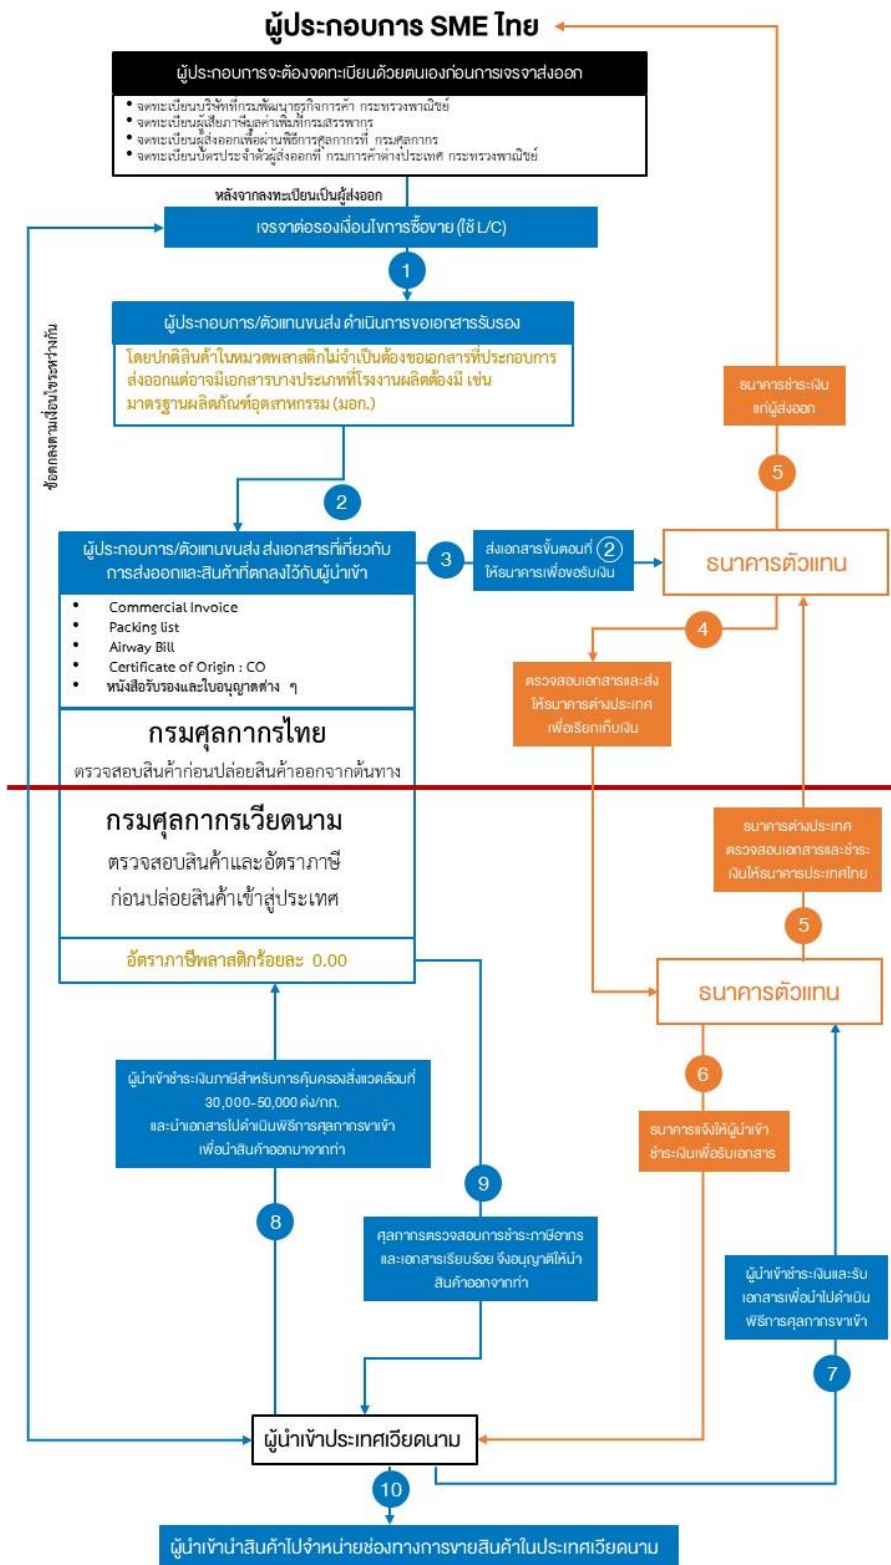 ผู้ประกอบการ SME ไทย
ผู้ประกอบการจะต้องจดทะเบียนด้วยตนเองก่อนการเจรจาส่งออก
• จดทะเบียนบริษัทที่กรมพัฒนาธุรกิจการค้า กระทรวงพาณิชย์
• จดทะเบียนผู้เสียภาษีมูลค่าเพิ่มที่กรมสรรพากร
• จดทะเบียนผู้ส่งออกเพื่อผ่านพิธีการศุลกากรที่ กรมศุลกากร
• จดทะเบียนบัตรประจำตัวผู้ส่งออกที่ กรมการค้าต่างประเทศ กระทรวงพาณิชย์
หลังจากลงทะเบียนเป็นผู้ส่งออก
เจรจาต่อรองเงื่อนไขการซื้อขาย (ใช้ L/C)
1
ผู้ประกอบการ/ตัวแทนขนส่ง ดำเนินการขอเอกสารรับรอง
โดยปกติสินค้าในหมวดพลาสติกไม่จำเป็นต้องขอเอกสารที่ประกอบการ
ส่งออกแต่อาจมีเอกสารบางประเภทที่โรงงานผลิตต้องมี เช่น
มาตรฐานผลิตภัณฑ์อุตสาหกรรม (มอก.)
ข้อตกลงตามเงื่อนไขระหว่างกัน
ธนาคารชำระเงิน
แก่ผู้ส่งออก
5
2
ผู้ประกอบการ/ตัวแทนขนส่ง ส่งเอกสารที่เกี่ยวกับ
การส่งออกและสินค้าที่ตกลงไว้กับผู้นำเข้า
3
ส่งเอกสารขั้นตอนที่ 2
ให้ธนาคารเพื่อขอรับเงิน
ธนาคารตัวแทน
• Commercial Invoice
• Packing list
• Airway Bill
• Certificate of Origin : CO
• หนังสือรับรองและใบอนุญาตต่าง ๆ
4
ตรวจสอบเอกสารและส่ง
ให้ธนาคารต่างประเทศ
เพื่อเรียกเก็บเงิน
กรมศุลกากรไทย
ตรวจสอบสินค้าก่อนปล่อยสินค้าออกจากต้นทาง
กรมศุลกากรเวียดนาม
ตรวจสอบสินค้าและอัตราภาษี
ก่อนปล่อยสินค้าเข้าสู่ประเทศ
ธนาคารต่างประเทศ
ตรวจสอบเอกสารและชำระ
เงินให้ธนาคารประเทศไทย
5
อัตราภาษีพลาสติกร้อยละ 0.00
ธนาคารตัวแทน
ผู้นำเข้าชำระเงินภาษีสำหรับการคุ้มครองสิ่งแวดล้อมที่
30,000-50,000 ด่ง/กก.
และนำเอกสารไปดำเนินพิธีการศุลกากรขาเข้า
เพื่อนำสินค้าออกมาจากท่า
6
ธนาคารแจ้งให้ผู้นำเข้า
ชำระเงินเพื่อรับเอกสาร
9
8
ศุลกากรตรวจสอบการชำระภาษีอากร
และเอกสารเรียบร้อย จึงอนุญาติให้นำ
สินค้าออกจากท่า
ผู้นำเข้าชำระเงินและรับ
เอกสารเพื่อนำไปดำเนิน
พิธีการศุลกากรขาเข้า
7
ผู้นำเข้าประเทศเวียดนาม
10
ผู้นำเข้านำสินค้าไปจำหน่ายช่องทางการขายสินค้าในประเทศเวียดนาม